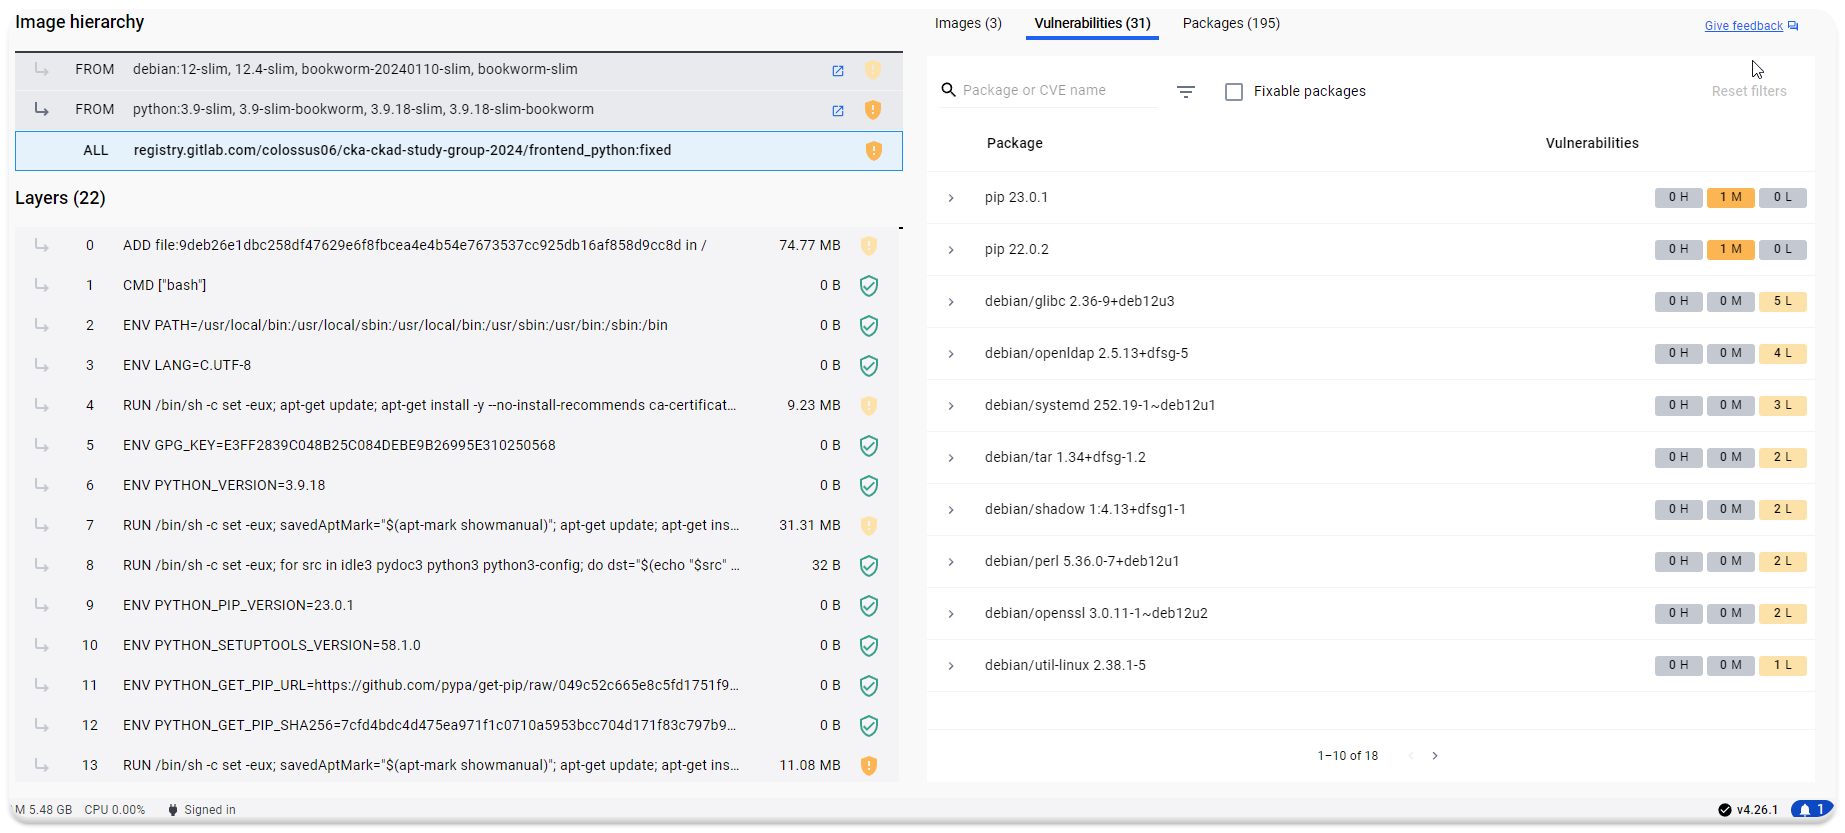 Image hierarchy
FROM debian:12-slim, 12.4-slim, bookworm-20240110-slim, bookworm-slim
FROM python:3.9-slim, 3.9-slim-bookworm, 3.9.18-slim, 3.9.18-slim-bookworm
ALL registry.gitlab.com/colossus06/cka-ckad-study-group-2024/frontend_python:fixed
Layers (22)
0 ADD file:9deb26e1dbc258df47629e6f8fbcea4e4b54e7673537cc925db16af858d9cc8d in / 74.77 MB
1 CMD ["bash"] 0 B
2 ENV PATH=/usr/local/bin:/usr/local/sbin:/usr/local/bin:/usr/sbin:/usr/bin:/sbin:/bin 0 B
3 ENV LANG=C.UTF-8 0 B
4 RUN /bin/sh -c set -eux; apt-get update; apt-get install -y --no-install-recommends ca-certificat... 9.23 MB
5 ENV GPG_KEY=E3FF2839C048B25C084DEBE9B26995E310250568 0 B
6 ENV PYTHON_VERSION=3.9.18 0 B
7 RUN /bin/sh -c set -eux; savedAptMark="$(apt-mark showmanual)"; apt-get update; apt-get ins... 31.31 MB
8 RUN /bin/sh -c set -eux; for src in idle3 pydoc3 python3 python3-config; do dst="$(echo "$src" ... 32 B
9 ENV PYTHON_PIP_VERSION=23.0.1 0 B
10 ENV PYTHON_SETUPTOOLS_VERSION=58.1.0 0 B
11 ENV PYTHON_GET_PIP_URL=https://github.com/pypa/get-pip/raw/049c52c665e8c5fd1751f9... 0 B
12 ENV PYTHON_GET_PIP_SHA256=7cfd4bdc4d475ea971f1c0710a5953bcc704d171f83c797b9... 0 B
13 RUN /bin/sh -c set -eux; savedAptMark="$(apt-mark showmanual)"; apt-get update; apt-get ins... 11.08 MB
Images (3) Vulnerabilities (31) Packages (195)
Give feedback
Package or CVE name Fixable packages Reset filters
Package Vulnerabilities
pip 23.0.1 0 H 1 M 0 L
pip 22.0.2 0 H 1 M 0 L
debian/glibc 2.36-9+deb12u3 0 H 0 M 5 L
debian/openldap 2.5.13+dfsg-5 0 H 0 M 4 L
debian/systemd 252.19-1~deb12u1 0 H 0 M 3 L
debian/tar 1.34+dfsg-1.2 0 H 0 M 2 L
debian/shadow 1:4.13+dfsg1-1 0 H 0 M 2 L
debian/perl 5.36.0-7+deb12u1 0 H 0 M 2 L
debian/openssl 3.0.11-1~deb12u2 0 H 0 M 2 L
debian/util-linux 2.38.1-5 0 H 0 M 1 L
1–10 of 18
M 5.48 GB CPU 0.00% Signed in
v4.26.1 1